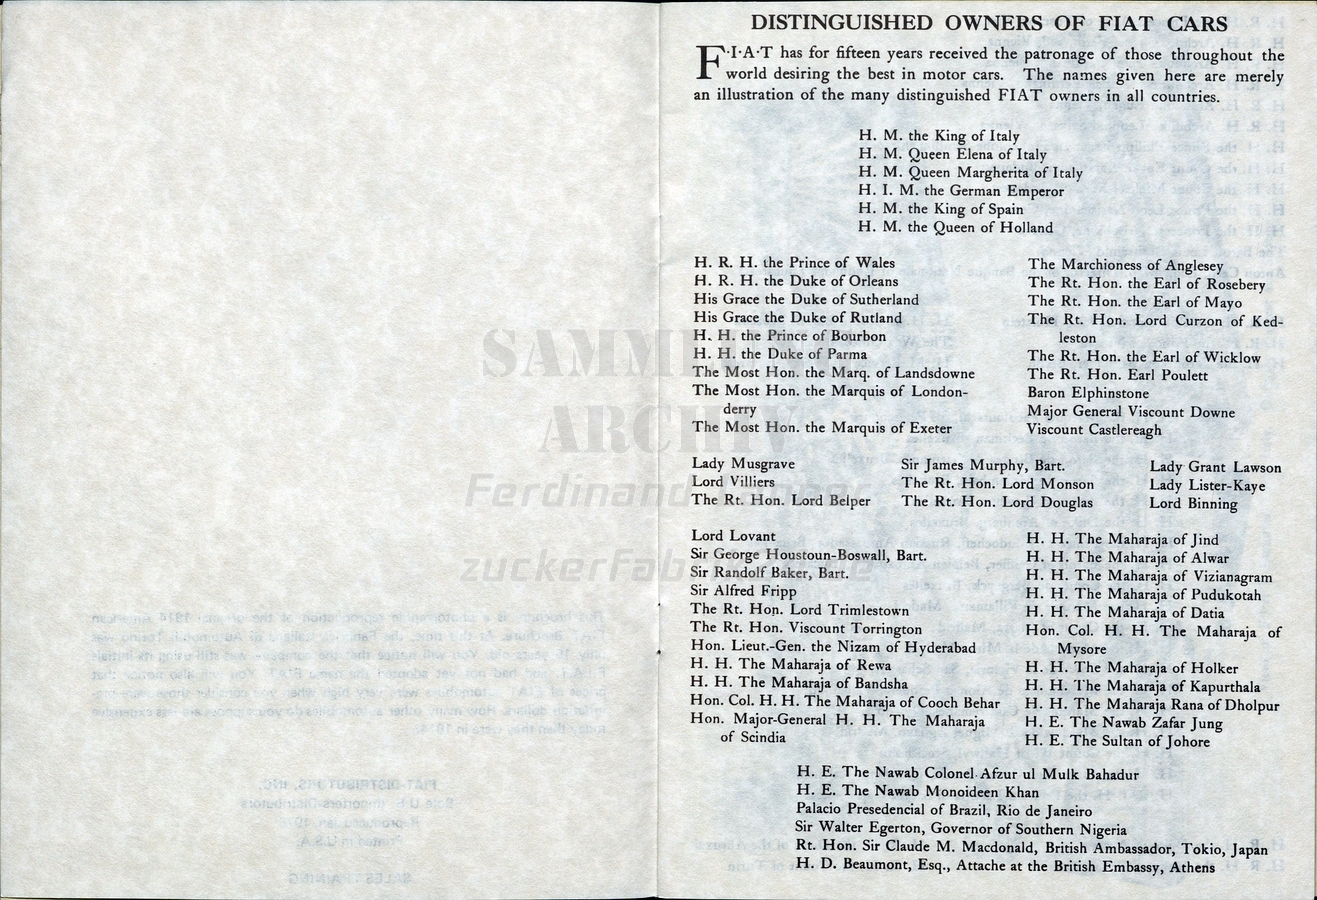 DISTINGUISHED OWNERS OF FIAT CARS
F·I·A·T has for fifteen years received the patronage of those throughout the
world desiring the best in motor cars. The names given here are merely
an illustration of the many distinguished FIAT owners in all countries.
H. M. the King of Italy
H. M. Queen Elena of Italy
H. M. Queen Margherita of Italy
H. I. M. the German Emperor
H. M. the King of Spain
H. M. the Queen of Holland
H. R. H. the Prince of Wales
H. R. H. the Duke of Orleans
His Grace the Duke of Sutherland
His Grace the Duke of Rutland
H. H. the Prince of Bourbon
H. H. the Duke of Parma
The Most Hon. the Marq. of Landsdowne
The Most Hon. the Marquis of London-
derry
The Most Hon. the Marquis of Exeter
The Marchioness of Anglesey
The Rt. Hon. the Earl of Rosebery
The Rt. Hon. the Earl of Mayo
The Rt. Hon. Lord Curzon of Ked-
leston
The Rt. Hon. the Earl of Wicklow
The Rt. Hon. Earl Poulett
Baron Elphinstone
Major General Viscount Downe
Viscount Castlereagh
Lady Musgrave
Lord Villiers
The Rt. Hon. Lord Belper
Sir James Murphy, Bart.
The Rt. Hon. Lord Monson
The Rt. Hon. Lord Douglas
Lady Grant Lawson
Lady Lister-Kaye
Lord Binning
Lord Lovant
Sir George Houstoun-Boswall, Bart.
Sir Randolf Baker, Bart.
Sir Alfred Fripp
The Rt. Hon. Lord Trimlestown
The Rt. Hon. Viscount Torrington
Hon. Lieut.-Gen. the Nizam of Hyderabad
H. H. The Maharaja of Rewa
H. H. The Maharaja of Bandsha
Hon. Col. H. H. The Maharaja of Cooch Behar
Hon. Major-General H. H. The Maharaja
of Scindia
H. H. The Maharaja of Jind
H. H. The Maharaja of Alwar
H. H. The Maharaja of Vizianagram
H. H. The Maharaja of Pudukotah
H. H. The Maharaja of Datia
Hon. Col. H. H. The Maharaja of
Mysore
H. H. The Maharaja of Holker
H. H. The Maharaja of Kapurthala
H. H. The Maharaja Rana of Dholpur
H. E. The Nawab Zafar Jung
H. E. The Sultan of Johore
H. E. The Nawab Colonel Afzur ul Mulk Bahadur
H. E. The Nawab Monoideen Khan
Palacio Presedencial of Brazil, Rio de Janeiro
Sir Walter Egerton, Governor of Southern Nigeria
Rt. Hon. Sir Claude M. Macdonald, British Ambassador, Tokio, Japan
H. D. Beaumont, Esq., Attache at the British Embassy, Athens
SAMMLUNG
ARCHIV
Ferdinand